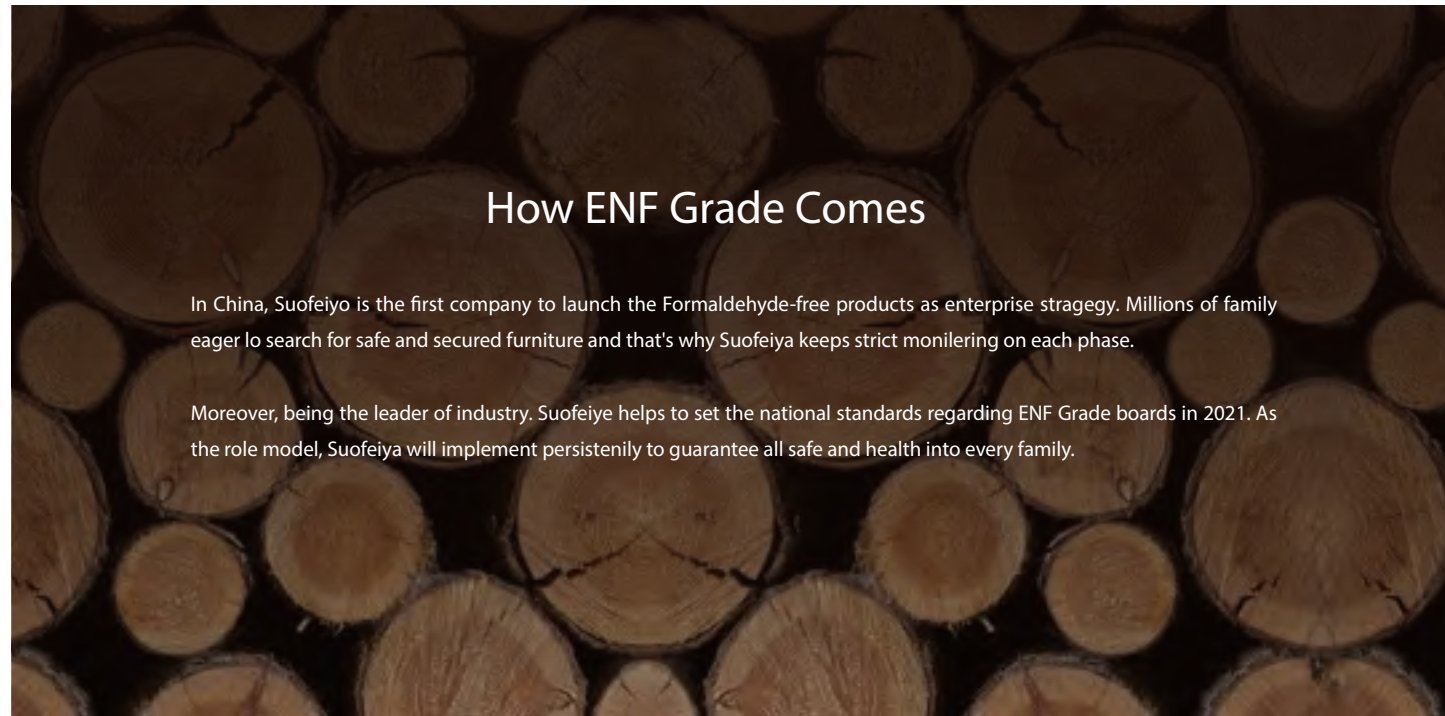 How ENF Grade Comes
In China, Suofeiyo is the first company to launch the Formaldehyde-free products as enterprise stragegy. Millions of family
eager lo search for safe and secured furniture and that's why Suofeiya keeps strict monilering on each phase.
Moreover, being the leader of industry. Suofeiye helps to set the national standards regarding ENF Grade boards in 2021. As
the role model, Suofeiya will implement persistenily to guarantee all safe and health into every family.